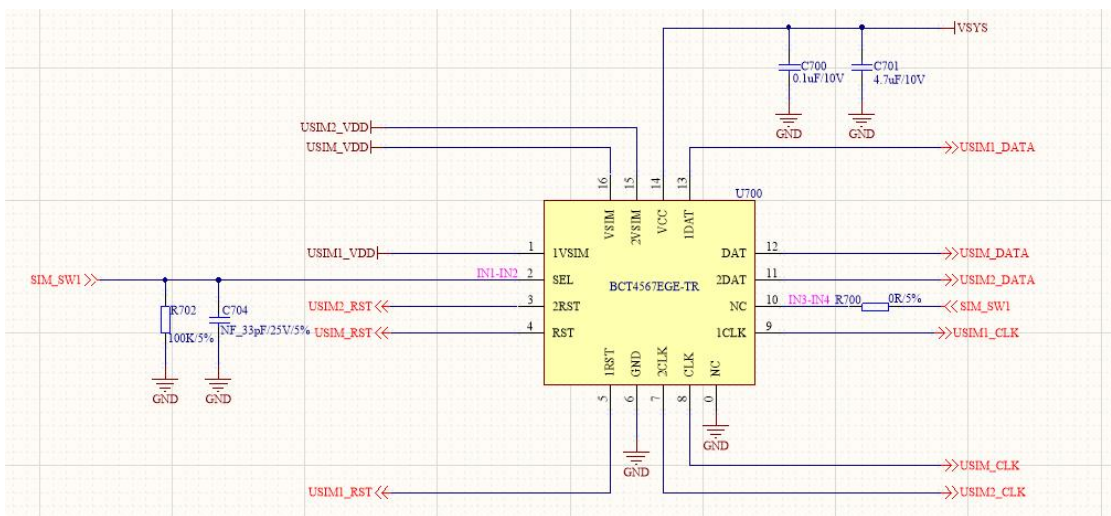 VSYS
C700
0.1uF/10V
C701
4.7uF/10V
GND
GND
USIM2_VDD
USIM_VDD
USIM1_DATA
16
15
14
13
U700
VSIM
2VSIM
VCC
1DAT
USIM1_VDD
1
1VSIM
DAT
12
USIM_DATA
SIM_SW1
IN1-IN2
2
SEL
BCT4567EGE-TR
2DAT
11
USIM2_DATA
R702
100K/5%
C704
NF_33pF/25V/5%
USIM2_RST
3
2RST
NC
10
IN3-IN4
R700
0R/5%
SIM_SW1
USIM_RST
4
RST
1CLK
9
USIM1_CLK
1RST
GND
2CLK
CLK
NC
5
6
7
8
0
GND
GND
GND
GND
USIM_CLK
USIM1_RST
USIM2_CLK